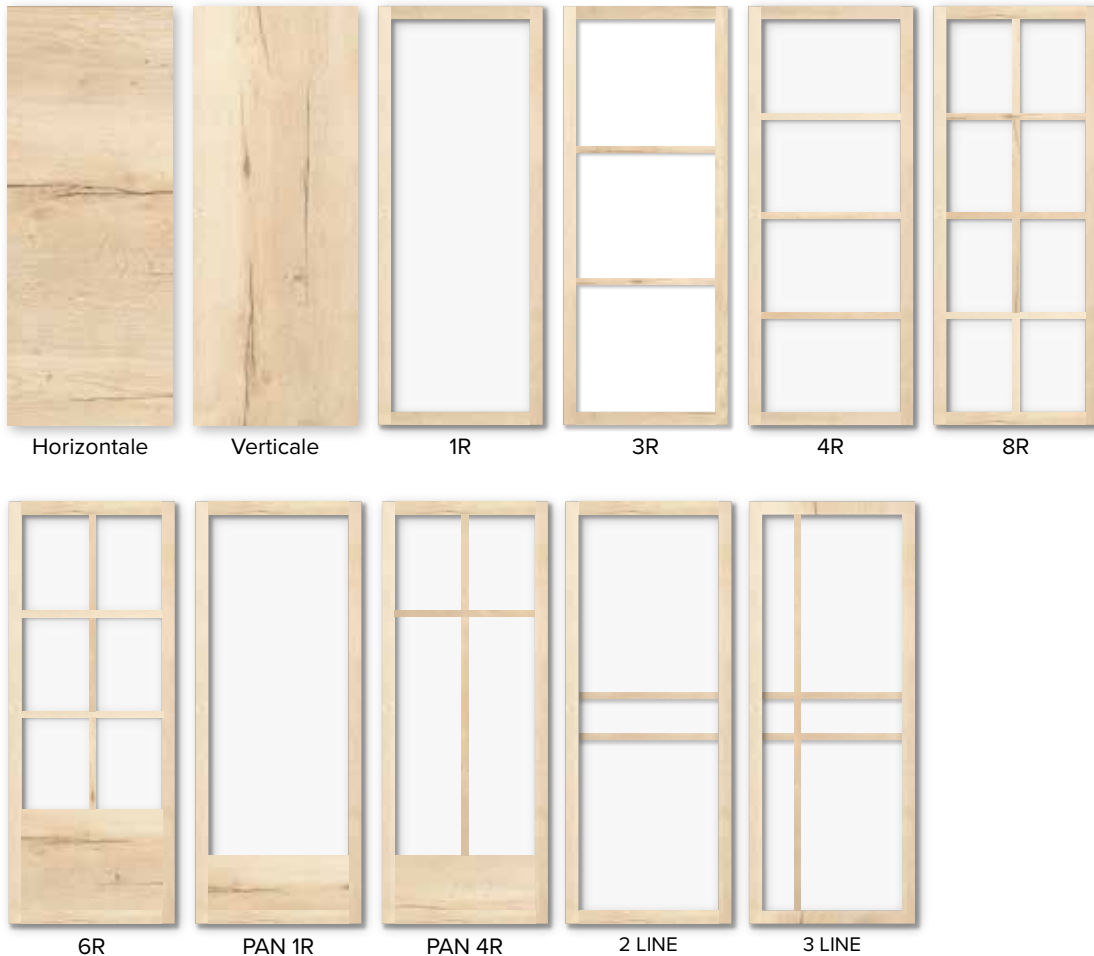 Horizontale
Verticale
1R
3R
4R
8R
6R
PAN 1R
PAN 4R
2 LINE
3 LINE